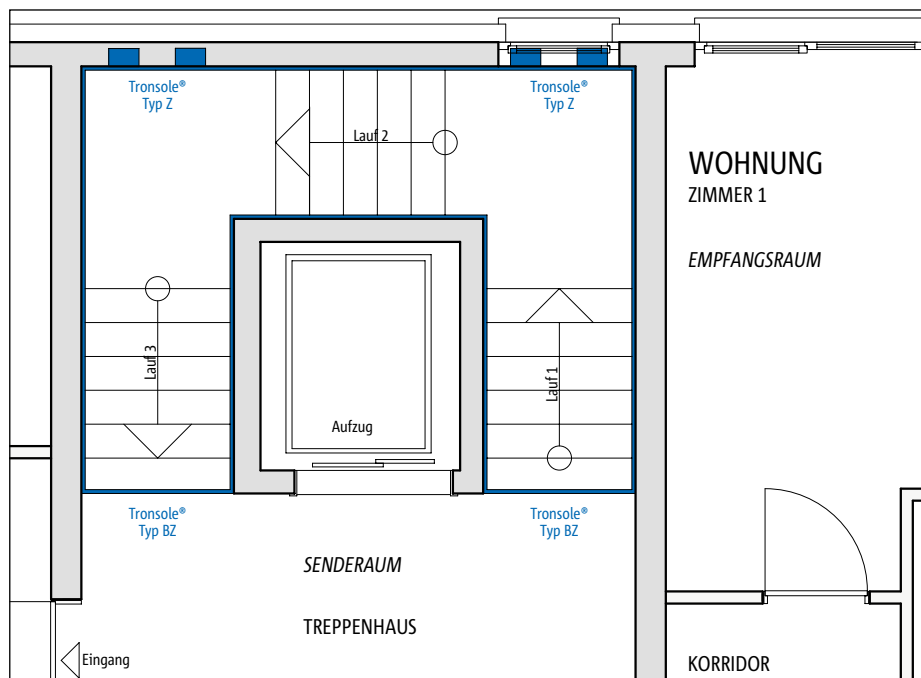 Tronsole®
Typ Z
Tronsole®
Typ Z
Lauf 2
WOHNUNG
ZIMMER 1
EMPFANGSRAUM
Lauf 3
Lauf 1
Aufzug
Tronsole®
Typ BZ
Tronsole®
Typ BZ
SENDERAUM
TREPPENHAUS
Eingang
KORRIDOR